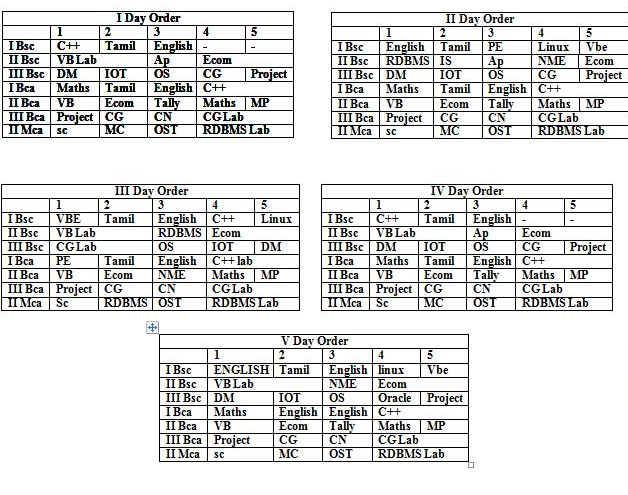 I Day Order
1 2 3 4 5
I Bsc C++ Tamil English - -
II Bsc VB Lab Ap Ecom
III Bsc DM IOT OS CG Project
I Bca Maths Tamil English C++
II Bca VB Ecom Tally Maths MP
III Bca Project CG CN CG Lab
II Mca sc MC OST RDBMS Lab
II Day Order
1 2 3 4 5
I Bsc English Tamil PE Linux Vbe
II Bsc RDBMS IS Ap NME Ecom
III Bsc DM IOT OS CG Project
I Bca Maths Tamil English C++
II Bca VB Ecom Tally Maths MP
III Bca Project CG CN CG Lab
II Mca sc MC OST RDBMS Lab
III Day Order
1 2 3 4 5
I Bsc VBE Tamil English C++ Linux
II Bsc VB Lab RDBMS Ecom
III Bsc CG Lab OS IOT DM
I Bca PE Tamil English C++ lab
II Bca VB Ecom NME Maths MP
III Bca Project CG CN CG Lab
II Mca Sc RDBMS OST RDBMS Lab
IV Day Order
1 2 3 4 5
I Bsc C++ Tamil English - -
II Bsc VB Lab Ap Ecom
III Bsc DM IOT OS CG Project
I Bca Maths Tamil English C++
II Bca VB Ecom Tally Maths MP
III Bca Project CG CN CG Lab
II Mca Sc MC OST RDBMS Lab
V Day Order
1 2 3 4 5
I Bsc ENGLISH Tamil English linux Vbe
II Bsc VB Lab NME Ecom
III Bsc DM IOT OS Oracle Project
I Bca Maths English English C++
II Bca VB Ecom Tally Maths MP
III Bca Project CG CN CG Lab
II Mca sc MC OST RDBMS Lab